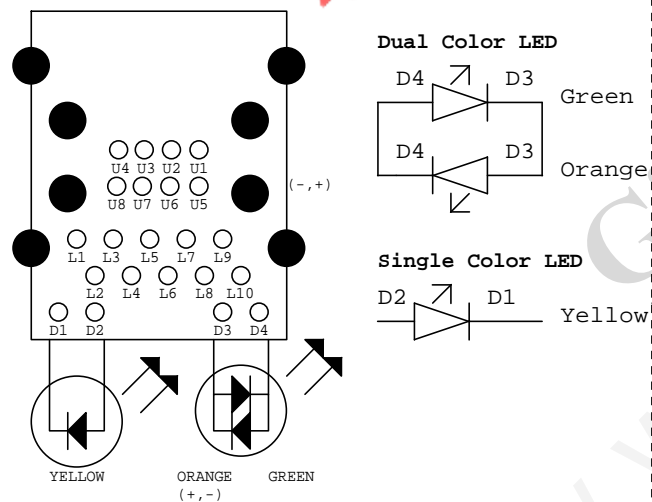 Dual Color LED
D4 D3 Green
D4 D3 Orange
U4 U3 U2 U1
U8 U7 U6 U5
(-,+)
L1 L3 L5 L7 L9
L2 L4 L6 L8 L10
D1 D2 D3 D4
Single Color LED
D2 D1 Yellow
YELLOW ORANGE GREEN
(+,-)